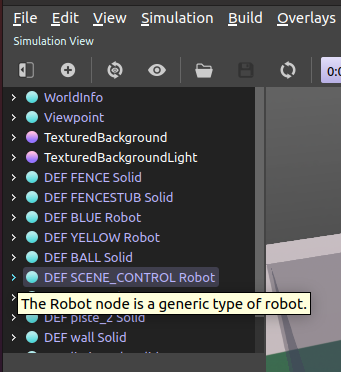 File Edit View Simulation Build Overlays
Simulation View
0:0
WorldInfo
Viewpoint
TexturedBackground
TexturedBackgroundLight
DEF FENCE Solid
DEF FENCESTUB Solid
DEF BLUE Robot
DEF YELLOW Robot
DEF BALL Solid
DEF SCENE_CONTROL Robot
The Robot node is a generic type of robot.
DEF piste_2 Solid
DEF wall Solid